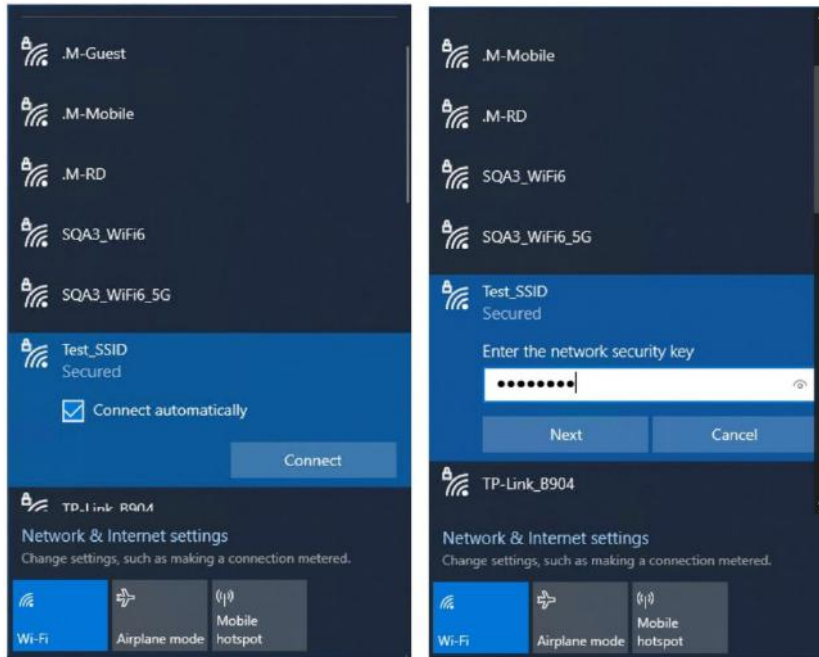 .M-Guest
.M-Mobile
.M-RD
SQA3_WiFi6
SQA3_WiFi6_5G
Test_SSID
Secured
Connect automatically
Connect
TP-Link_B904
Network & Internet settings
Change settings, such as making a connection metered.
Wi-Fi
Airplane mode
Mobile
hotspot
.M-Mobile
.M-RD
SQA3_WiFi6
SQA3_WiFi6_5G
Test_SSID
Secured
Enter the network security key
••••••••
Next
Cancel
TP-Link_B904
Network & Internet settings
Change settings, such as making a connection metered.
Wi-Fi
Airplane mode
Mobile
hotspot